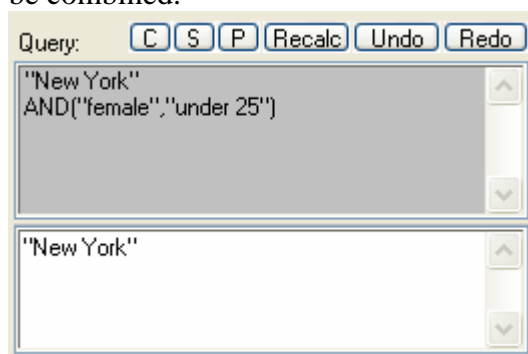 be combined.
Query: C S P Recalc Undo Redo
"New York"
AND("female","under 25")
"New York"